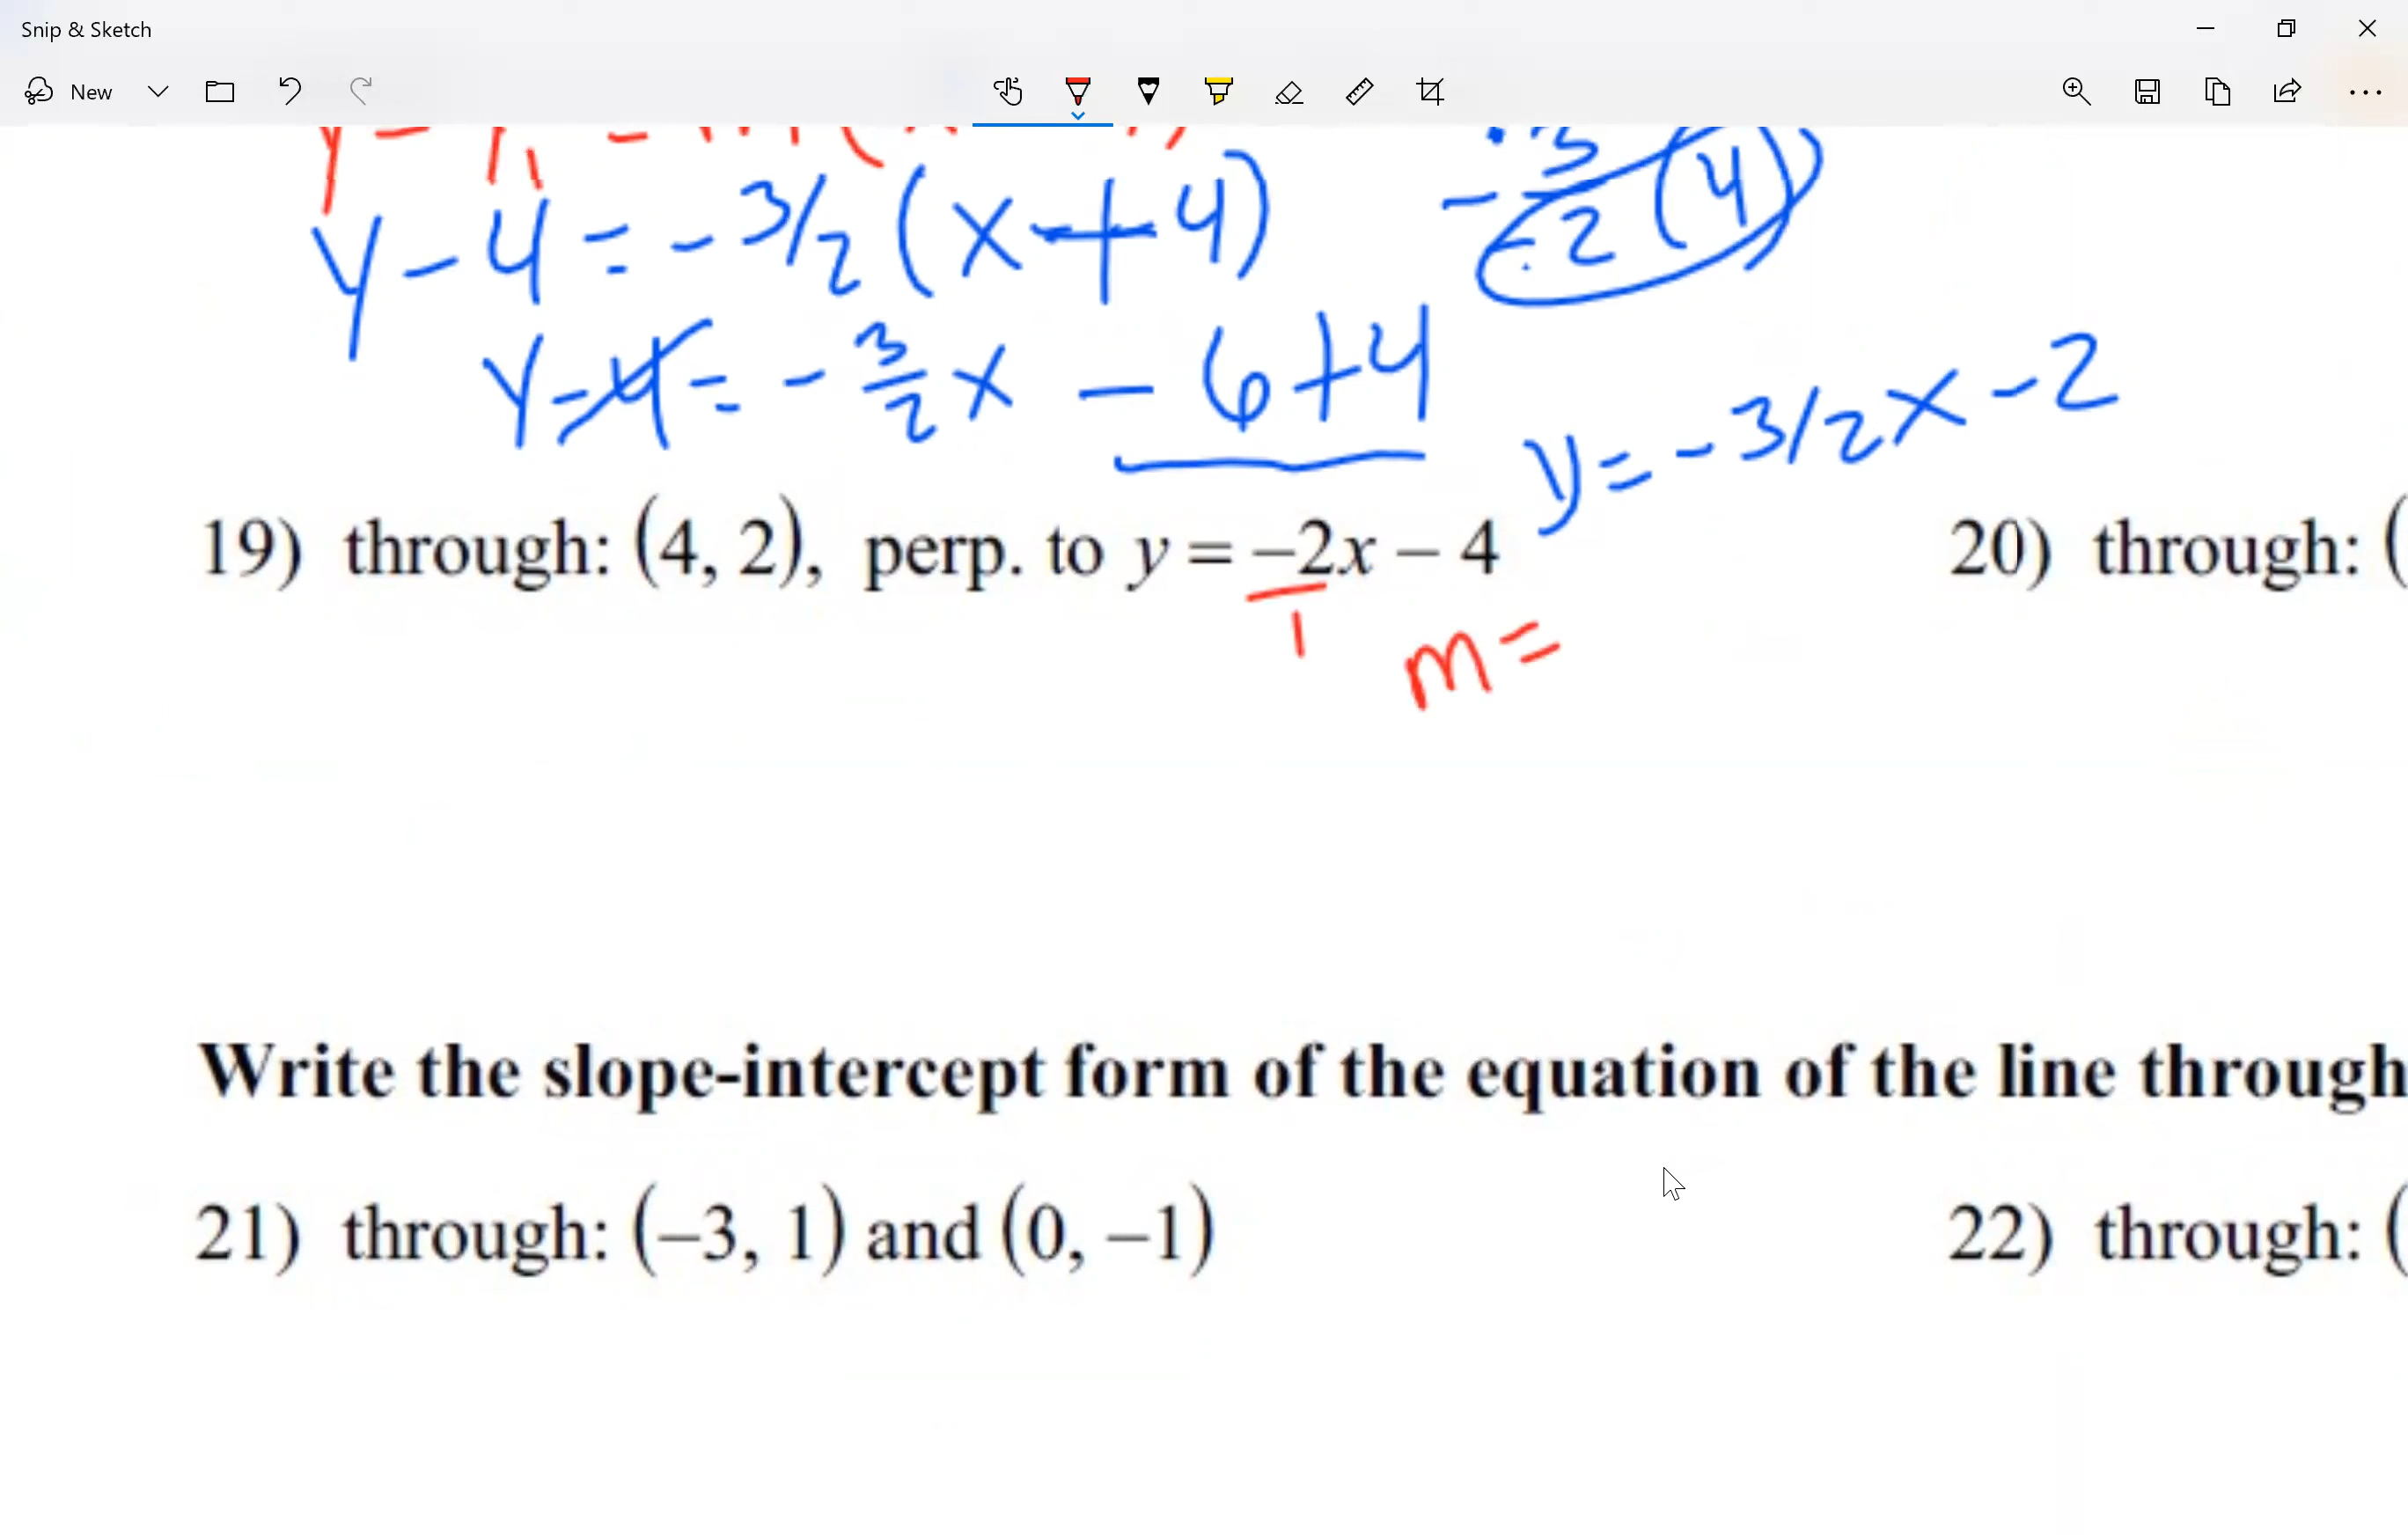 Snip & Sketch
New
y - 4 = - 3/2 (x + 4)
- 3/2 (4)
y - 4 = - 3/2 x - 6 + 4
y = - 3/2 x - 2
19) through: (4, 2), perp. to y = −2x − 4
1
m =
20) through: (
Write the slope-intercept form of the equation of the line through
21) through: (−3, 1) and (0, −1)
22) through: (